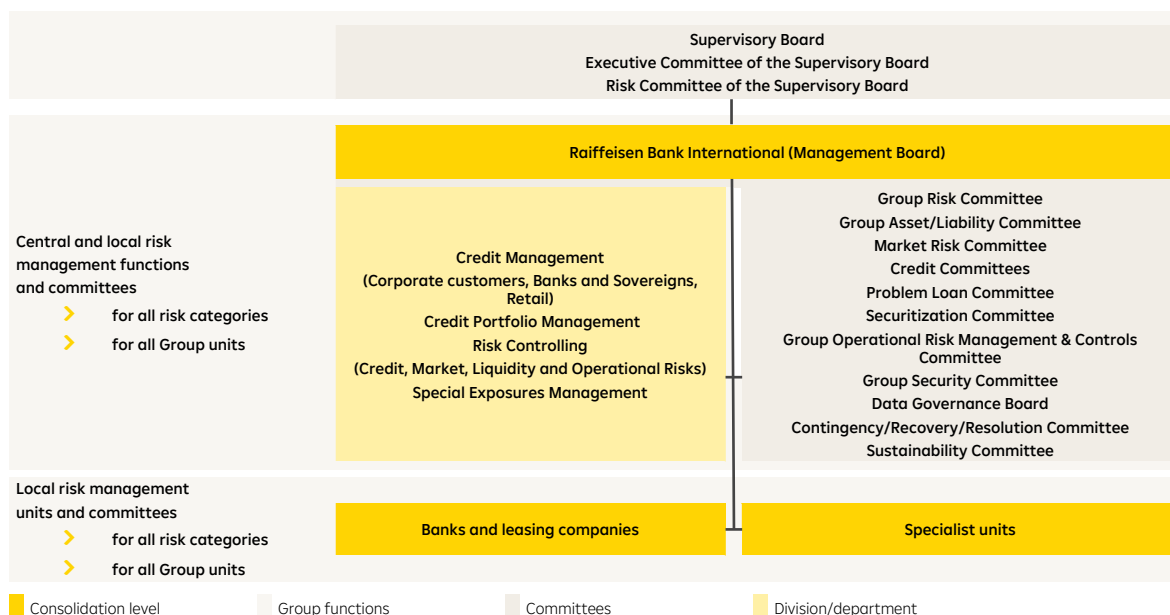 Supervisory Board
Executive Committee of the Supervisory Board
Risk Committee of the Supervisory Board
Raiffeisen Bank International (Management Board)
Central and local risk
management functions
and committees
for all risk categories
for all Group units
Credit Management
(Corporate customers, Banks and Sovereigns,
Retail)
Credit Portfolio Management
Risk Controlling
(Credit, Market, Liquidity and Operational Risks)
Special Exposures Management
Group Risk Committee
Group Asset/Liability Committee
Market Risk Committee
Credit Committees
Problem Loan Committee
Securitization Committee
Group Operational Risk Management & Controls
Committee
Group Security Committee
Data Governance Board
Contingency/Recovery/Resolution Committee
Sustainability Committee
Local risk management
units and committees
for all risk categories
for all Group units
Banks and leasing companies
Specialist units
Consolidation level
Group functions
Committees
Division/department